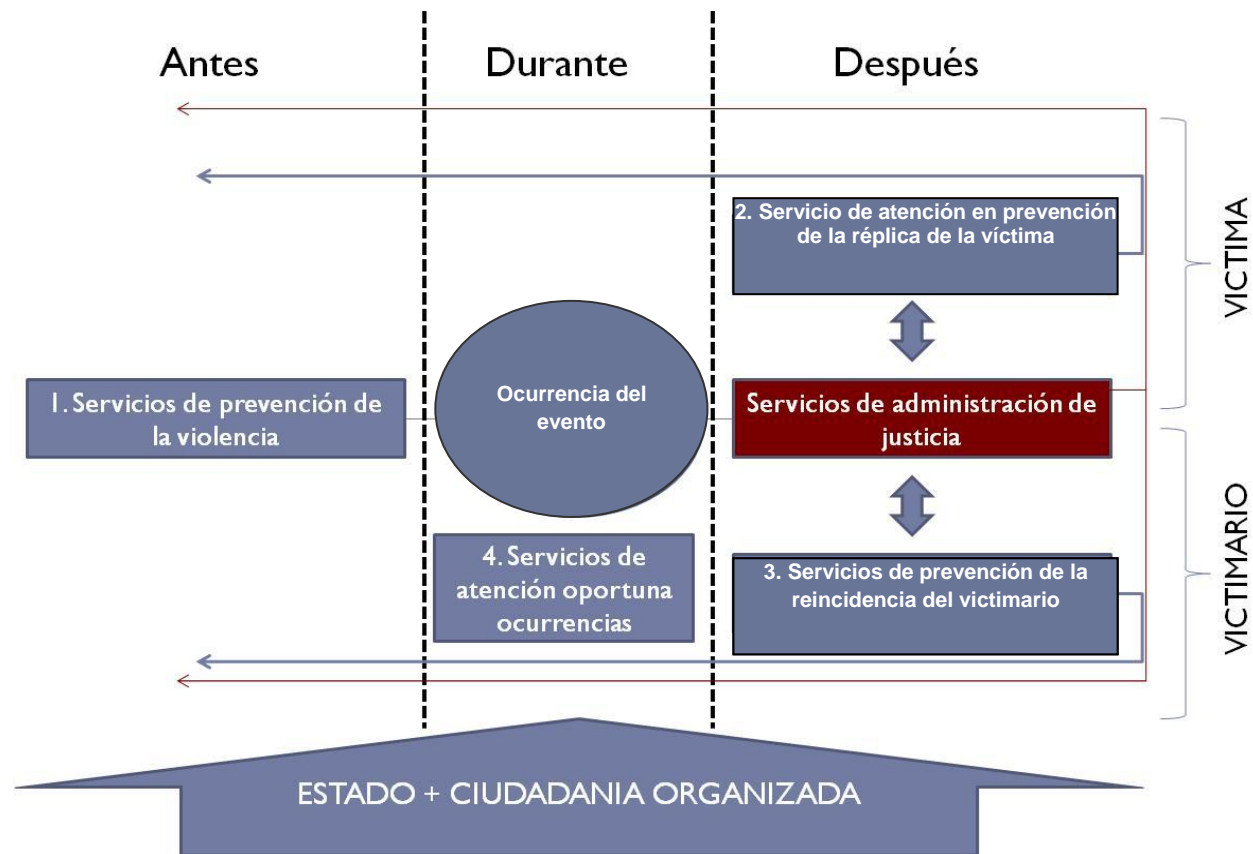 Antes
Durante
Después
2. Servicio de atención en prevención
de la réplica de la víctima
VICTIMA
Ocurrencia del
evento
1. Servicios de prevención de
la violencia
Servicios de administración de
justicia
4. Servicios de
atención oportuna
ocurrencias
3. Servicios de prevención de la
reincidencia del victimario
VICTIMARIO
ESTADO + CIUDADANIA ORGANIZADA